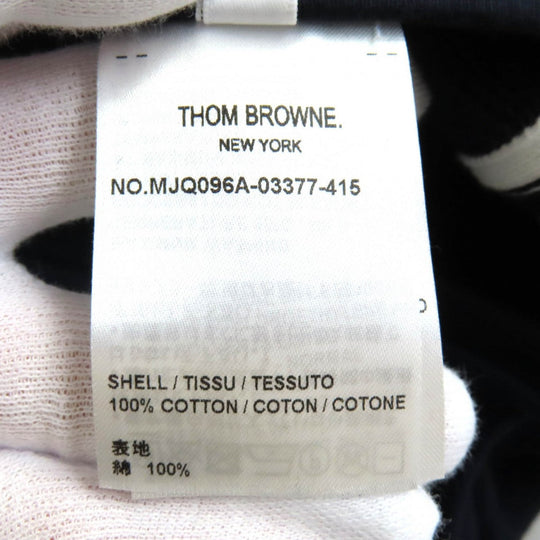 THOM BROWNE.
NEW YORK
NO.MJQ096A-03377-415
SHELL / TISSU / TESSUTO
100% COTTON / COTON / COTONE
表地
綿 100%